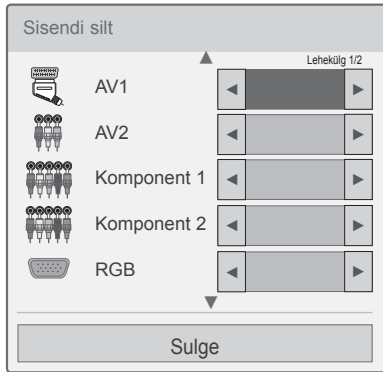 Sisendi silt
Lehekülg 1/2
AV1
AV2
Komponent 1
Komponent 2
RGB
Sulge